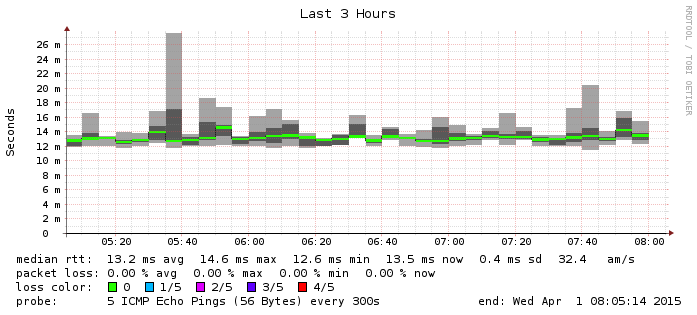 Last 3 Hours
RRDTOOL / TOBI OETIKER
Seconds
26 m
24 m
22 m
20 m
18 m
16 m
14 m
12 m
10 m
8 m
6 m
4 m
2 m
0
05:20 05:40 06:00 06:20 06:40 07:00 07:20 07:40 08:00
median rtt: 13.2 ms avg 14.6 ms max 12.6 ms min 13.5 ms now 0.4 ms sd 32.4 am/s
packet loss: 0.00 % avg 0.00 % max 0.00 % min 0.00 % now
loss color: 0 1/5 2/5 3/5 4/5
probe: 5 ICMP Echo Pings (56 Bytes) every 300s end: Wed Apr 1 08:05:14 2015